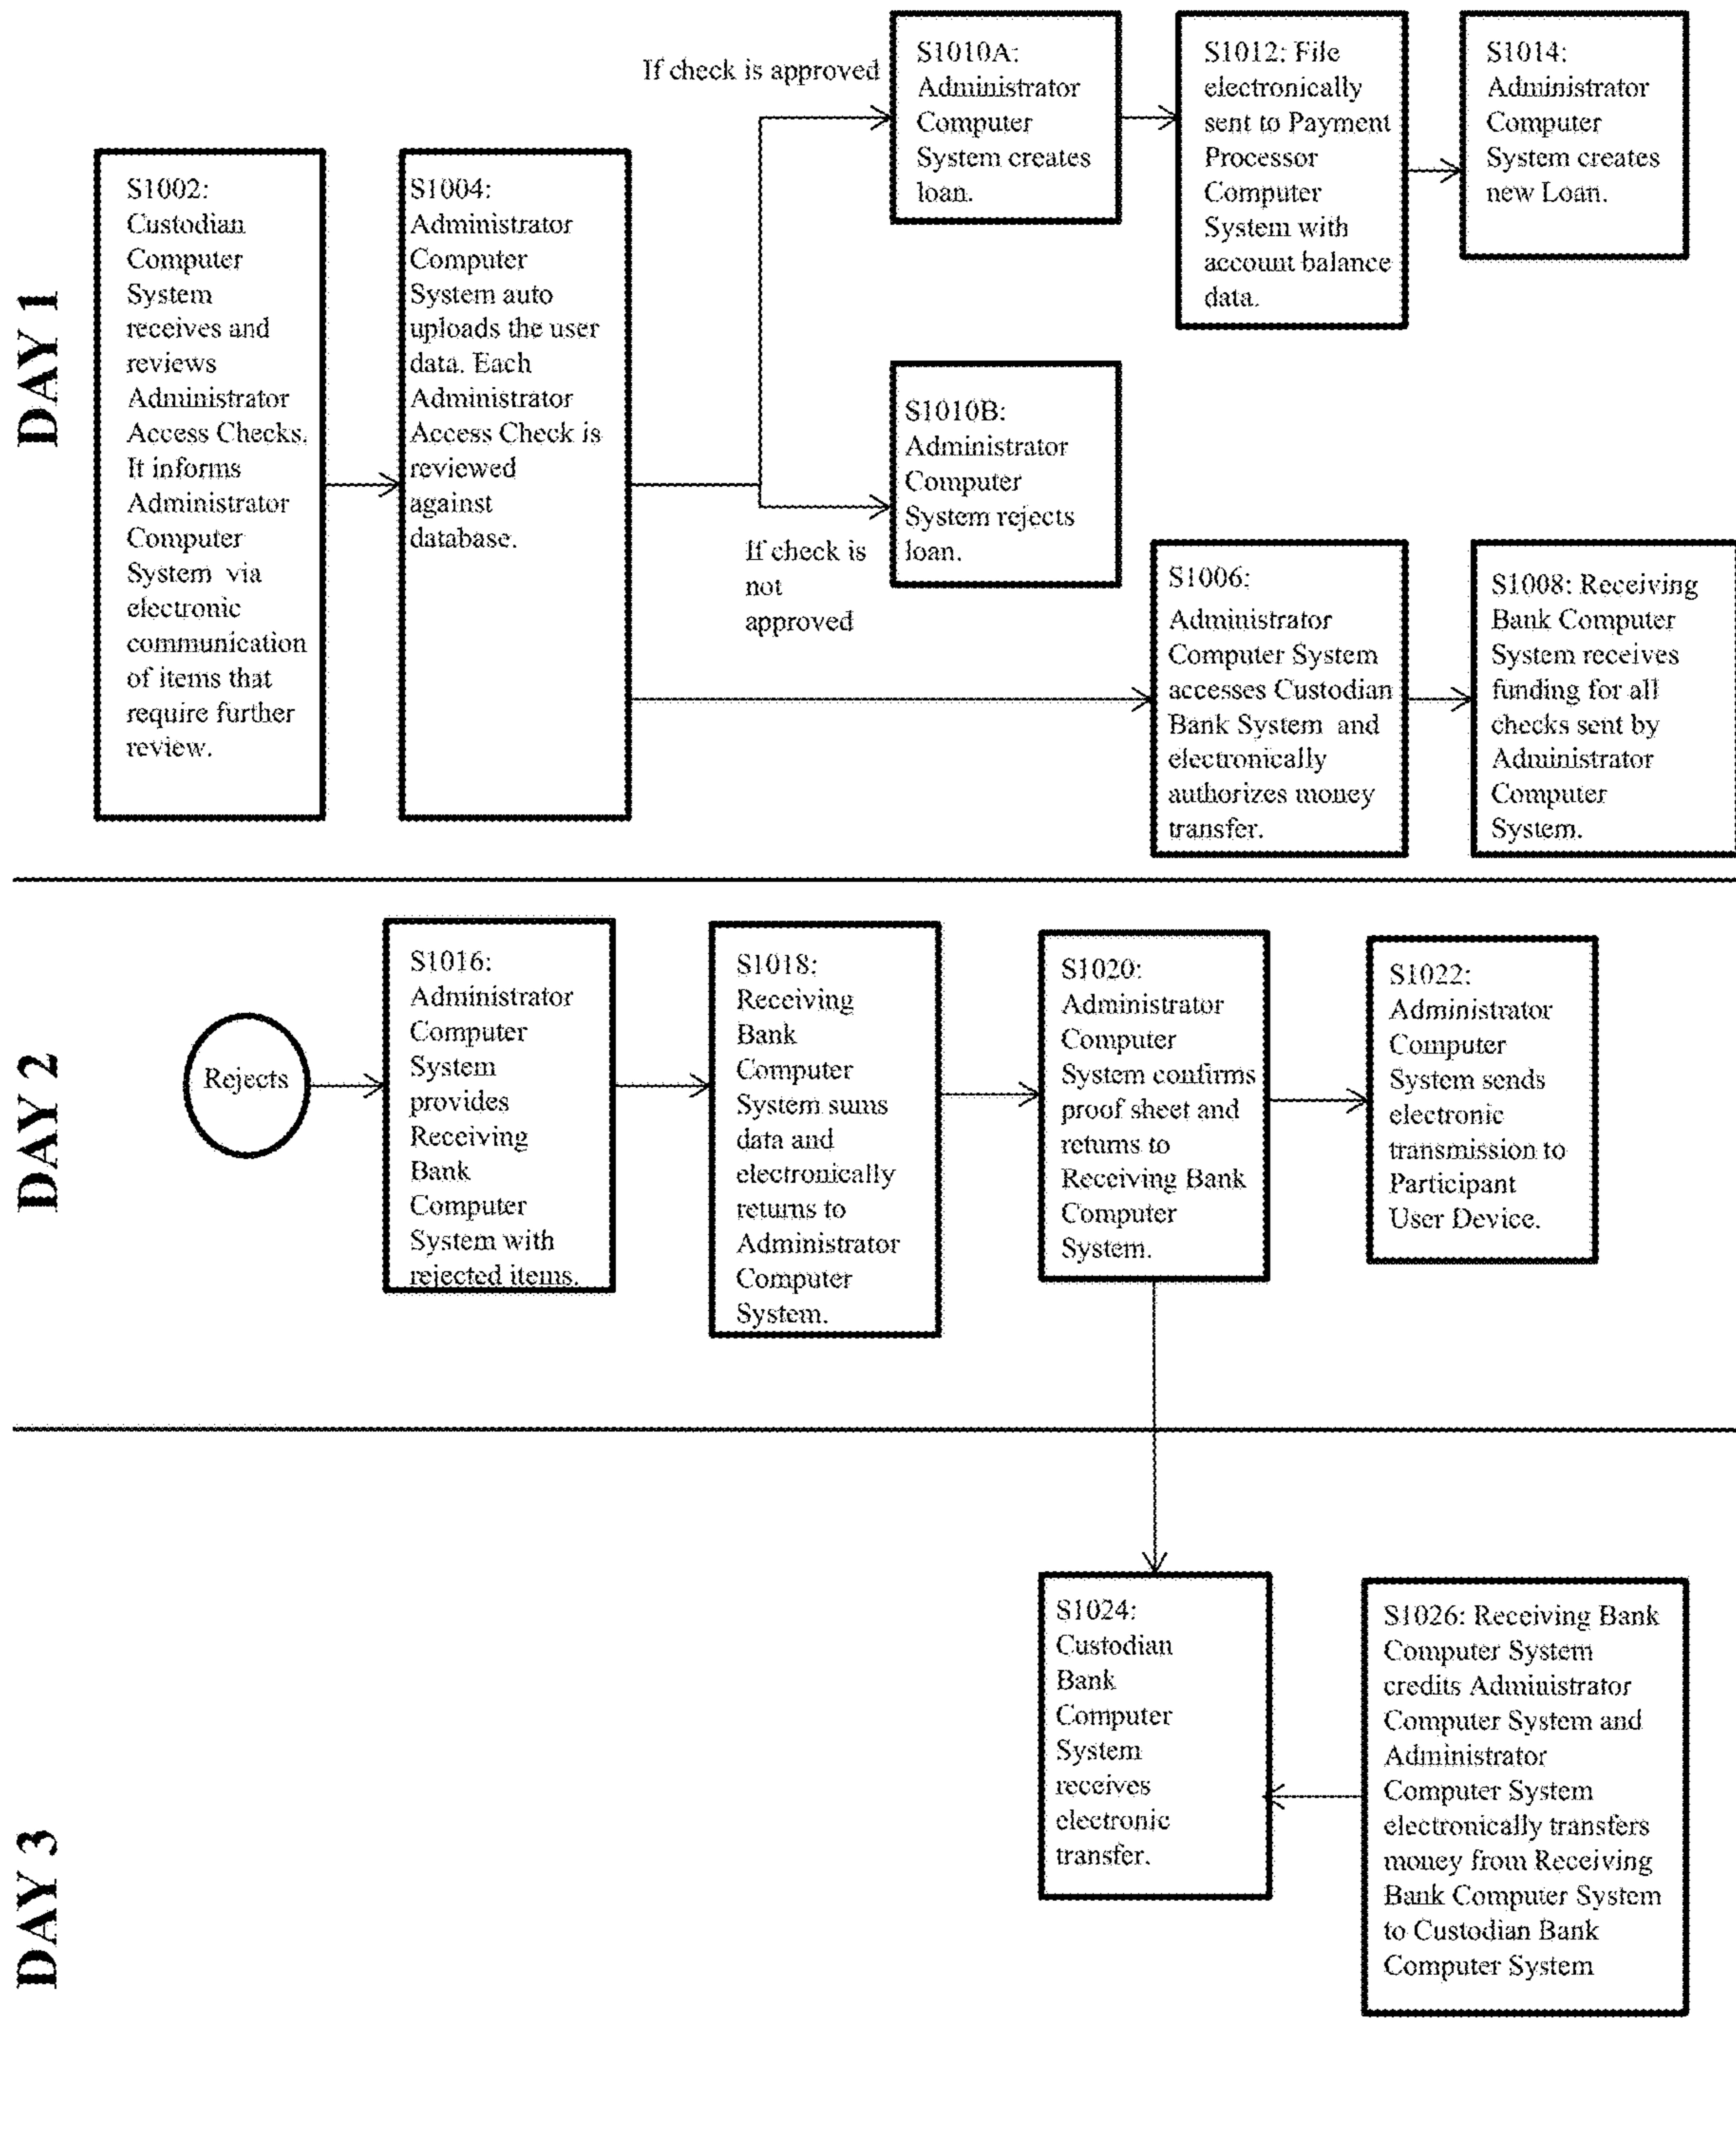 DAY 1
S1002:
Custodian
Computer
System
receives and
reviews
Administrator
Access Checks.
It informs
Administrator
Computer
System via
electronic
communication
of items that
require further
review.
S1004:
Administrator
Computer
System auto
uploads the user
data. Each
Administrator
Access Check is
reviewed
against
database.
If check is approved
S1010A:
Administrator
Computer
System creates
loan.
S1012: File
electronically
sent to Payment
Processor
Computer
System with
account balance
data.
S1014:
Administrator
Computer
System creates
new Loan.
If check is
not
approved
S1010B:
Administrator
Computer
System rejects
loan.
S1006:
Administrator
Computer System
accesses Custodian
Bank System and
electronically
authorizes money
transfer.
S1008: Receiving
Bank Computer
System receives
funding for all
checks sent by
Administrator
Computer
System.
DAY 2
Rejects
S1016:
Administrator
Computer
System
provides
Receiving
Bank
Computer
System with
rejected items.
S1018:
Receiving
Bank
Computer
System sums
data and
electronically
returns to
Administrator
Computer
System.
S1020:
Administrator
Computer
System confirms
proof sheet and
returns to
Receiving Bank
Computer
System.
S1022:
Administrator
Computer
System sends
electronic
transmission to
Participant
User Device.
DAY 3
S1024:
Custodian
Bank
Computer
System
receives
electronic
transfer.
S1026: Receiving Bank
Computer System
credits Administrator
Computer System and
Administrator
Computer System
electronically transfers
money from Receiving
Bank Computer System
to Custodian Bank
Computer System